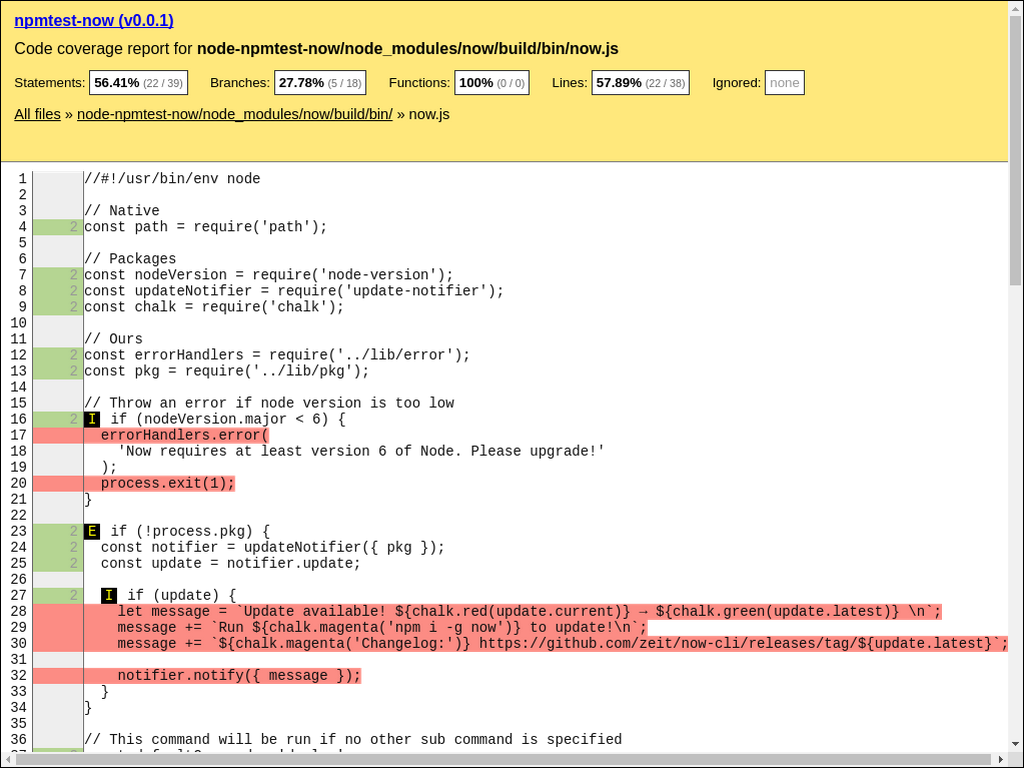 npmtest-now (v0.0.1)
Code coverage report for node-npmtest-now/node_modules/now/build/bin/now.js
Statements: 56.41% (22 / 39) Branches: 27.78% (5 / 18) Functions: 100% (0 / 0) Lines: 57.89% (22 / 38) Ignored: none
All files » node-npmtest-now/node_modules/now/build/bin/ » now.js
1 //#!/usr/bin/env node
2
3 // Native
4 2 const path = require('path');
5
6 // Packages
7 2 const nodeVersion = require('node-version');
8 2 const updateNotifier = require('update-notifier');
9 2 const chalk = require('chalk');
10
11 // Ours
12 2 const errorHandlers = require('../lib/error');
13 2 const pkg = require('../lib/pkg');
14
15 // Throw an error if node version is too low
16 2 I if (nodeVersion.major < 6) {
17 errorHandlers.error(
18 'Now requires at least version 6 of Node. Please upgrade!'
19 );
20 process.exit(1);
21 }
22
23 2 E if (!process.pkg) {
24 2 const notifier = updateNotifier({ pkg });
25 2 const update = notifier.update;
26
27 2 I if (update) {
28 let message = `Update available! ${chalk.red(update.current)} → ${chalk.green(update.latest)} \n`;
29 message += `Run ${chalk.magenta('npm i -g now')} to update!\n`;
30 message += `${chalk.magenta('Changelog:')} https://github.com/zeit/now-cli/releases/tag/${update.latest}`;
31
32 notifier.notify({ message });
33 }
34 }
35
36 // This command will be run if no other sub command is specified